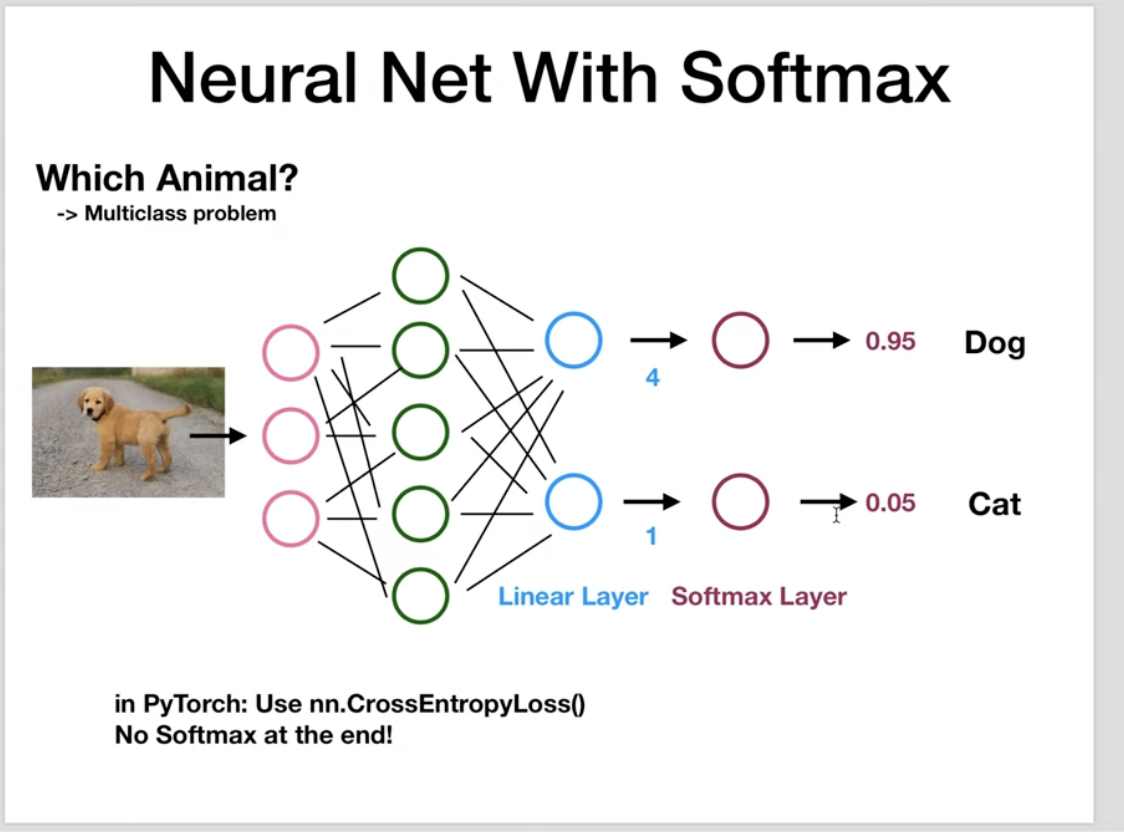 Neural Net With Softmax
Which Animal?
-> Multiclass problem
0.95 Dog
4
0.05 Cat
1
Linear Layer Softmax Layer
in PyTorch: Use nn.CrossEntropyLoss()
No Softmax at the end!